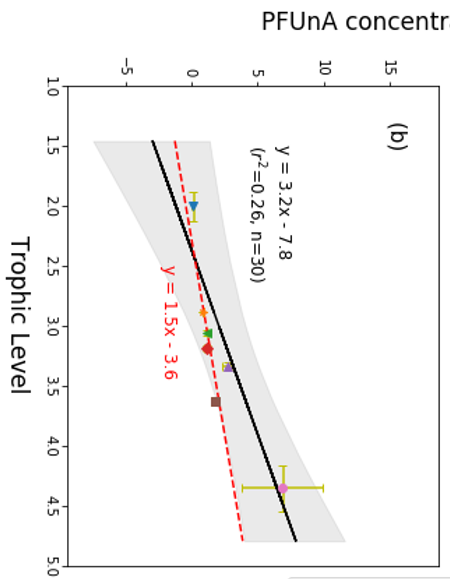 PFUnA concentra
−5
0
5
10
15
1.0
1.5
2.0
2.5
3.0
3.5
4.0
4.5
5.0
(b)
y = 3.2x - 7.8
(r²=0.26, n=30)
y = 1.5x - 3.6
Trophic Level